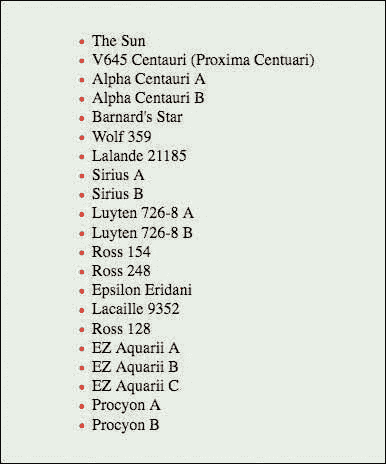 The Sun
V645 Centauri (Proxima Centuari)
Alpha Centauri A
Alpha Centauri B
Barnard's Star
Wolf 359
Lalande 21185
Sirius A
Sirius B
Luyten 726-8 A
Luyten 726-8 B
Ross 154
Ross 248
Epsilon Eridani
Lacaille 9352
Ross 128
EZ Aquarii A
EZ Aquarii B
EZ Aquarii C
Procyon A
Procyon B